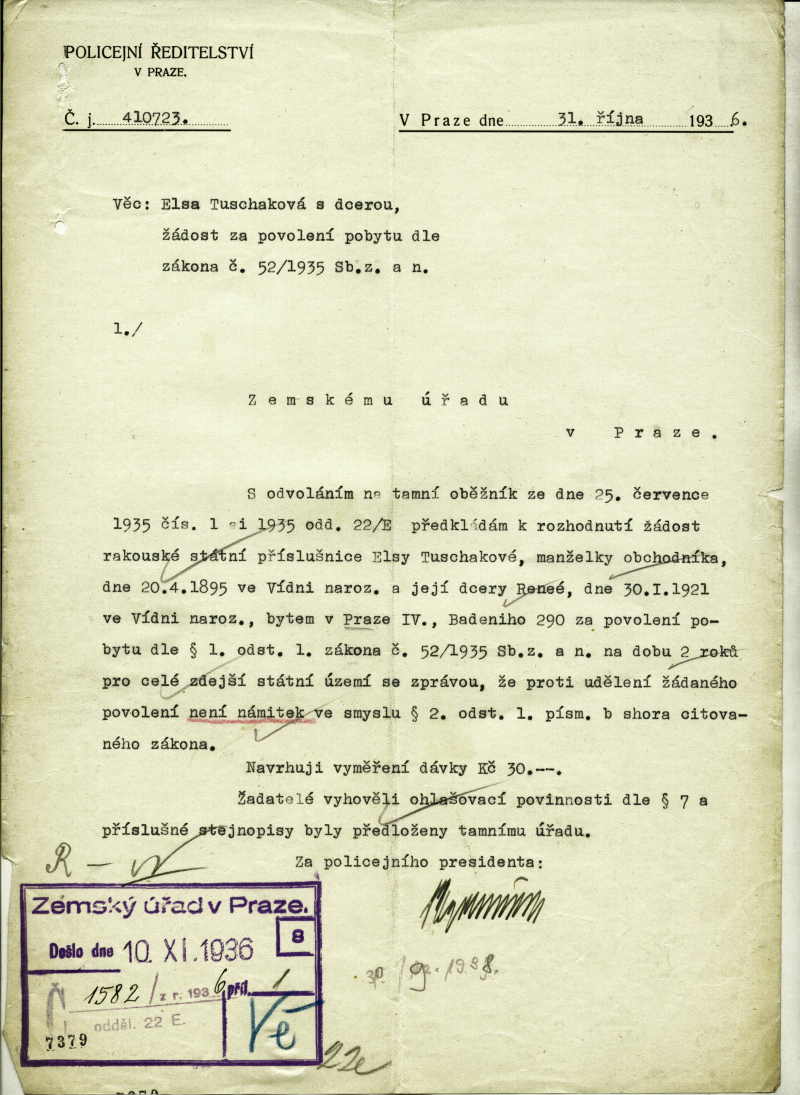 POLICEJNÍ ŘEDITELSTVÍ
V PRAZE.
Č. j. 410723.
V Praze dne 31. října 1936.
Věc: Elsa Tuschaková s dcerou,
žádost za povolení pobytu dle
zákona č. 52/1935 Sb.z. a n.
1./
Zemskému úřadu
v Praze.
S odvoláním na tamní oběžník ze dne 25. července
1935 čís. 1 ai 1935 odd. 22/E předkládám k rozhodnutí žádost
rakouské státní příslušnice Elsy Tuschakové, manželky obchodníka,
dne 20.4.1895 ve Vídni naroz. a její dcery Reneé, dne 30.I.1921
ve Vídni naroz., bytem v Praze IV., Badeniho 290 za povolení po-
bytu dle § 1. odst. 1. zákona č. 52/1935 Sb.z. a n. na dobu 2 roků
pro celé zdejší státní území se zprávou, že proti udělení žádaného
povolení není námitek ve smyslu § 2. odst. 1. písm. b shora citova-
ného zákona.
Navrhuji vyměření dávky Kč 30.--.
Žadatelé vyhověli ohlašovací povinnosti dle § 7 a
příslušné stejnopisy byly předloženy tamnímu úřadu.
Za policejního presidenta:
R -
Zemský úřad v Praze.
Došlo dne 10. XI. 1936
8
Č 1582/z r. 1936 příl. 1
odděl. 22 E.
7379
Vě
22e